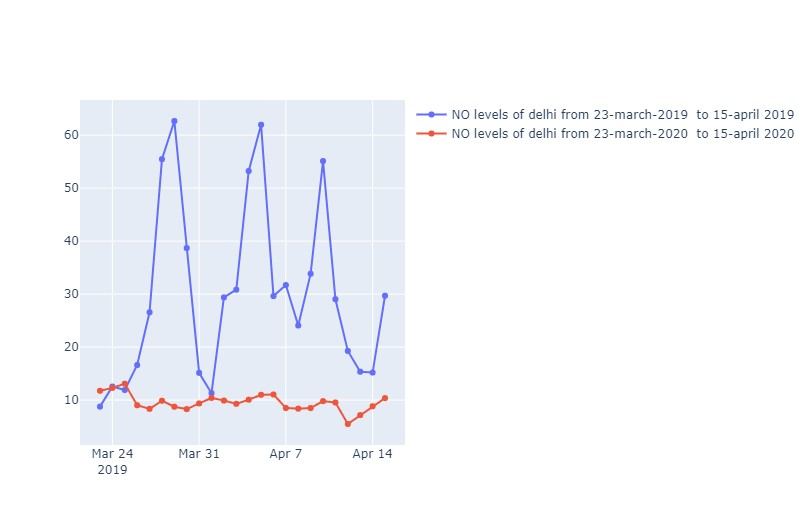 NO levels of delhi from 23-march-2019  to 15-april 2019
NO levels of delhi from 23-march-2020  to 15-april 2020
60
50
40
30
20
10
Mar 24
2019
Mar 31
Apr 7
Apr 14